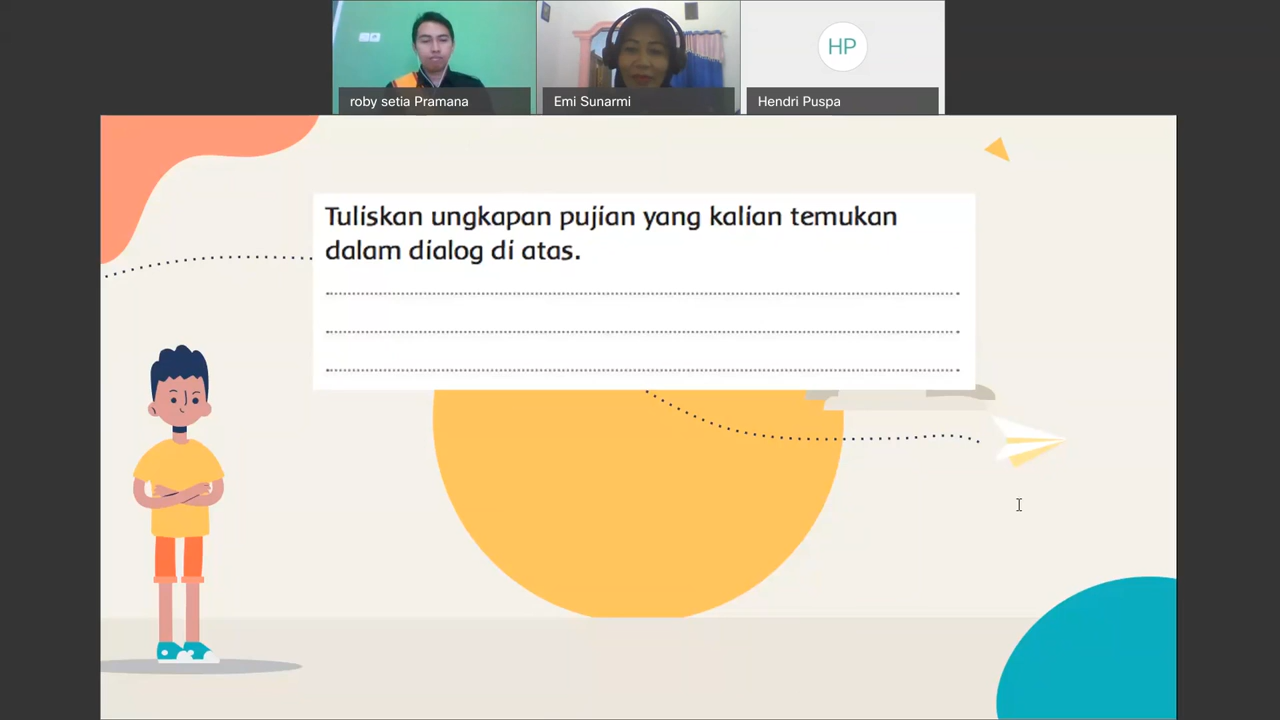 roby setia Pramana
Emi Sunarmi
HP
Hendri Puspa
Tuliskan ungkapan pujian yang kalian temukan
dalam dialog di atas.